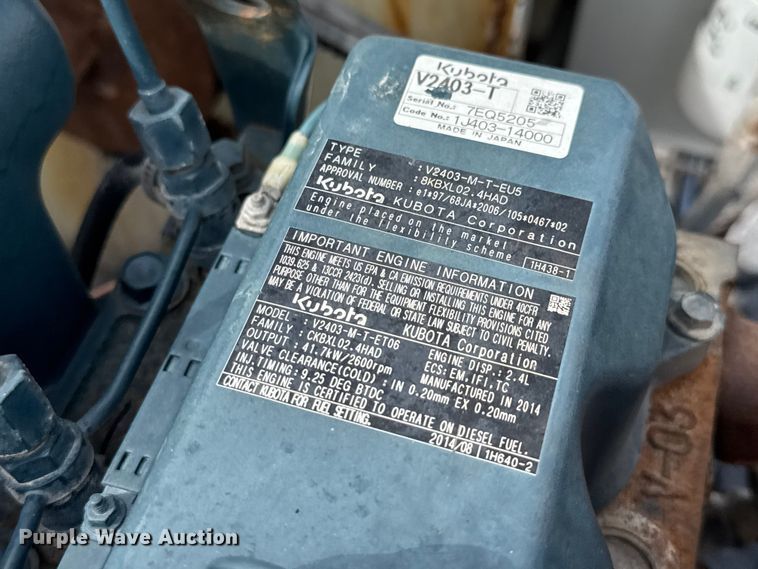 Kubota
V2403-T
Serial No.: 7EQ5205
Code No.: 1J403-14000
MADE IN JAPAN
TYPE : V2403-M-T-EU5
FAMILY : 8KBXL02.4HAD
APPROVAL NUMBER : e1*97/68JA*2006/105*0467*02
Kubota KUBOTA Corporation
Engine placed on the market
under the flexibility scheme
1H438-1
IMPORTANT ENGINE INFORMATION
THIS ENGINE MEETS US EPA & CA EMISSION REQUIREMENTS UNDER 40CFR
1039.625 & 13CCR 2423(d). SELLING OR INSTALLING THIS ENGINE FOR ANY
PURPOSE OTHER THAN FOR THE EQUIPMENT FLEXIBILITY PROVISIONS CITED
MAY BE A VIOLATION OF FEDERAL OR STATE LAW SUBJECT TO CIVIL PENALTY.
Kubota KUBOTA Corporation
MODEL : V2403-M-T-ET06 ENGINE DISP.: 2.4L
FAMILY : CKBXL02.4HAD ECS: EM, IFI, TC
OUTPUT : 41.7kW/2600rpm MANUFACTURED IN 2014
VALVE CLEARANCE(COLD) : IN 0.20mm EX 0.20mm
INJ.TIMING: 9.25 DEG BTDC
THIS ENGINE IS CERTIFIED TO OPERATE ON DIESEL FUEL.
CONTACT KUBOTA FOR FUEL SETTING.
2014/08 1H640-2
V-05
Purple Wave Auction